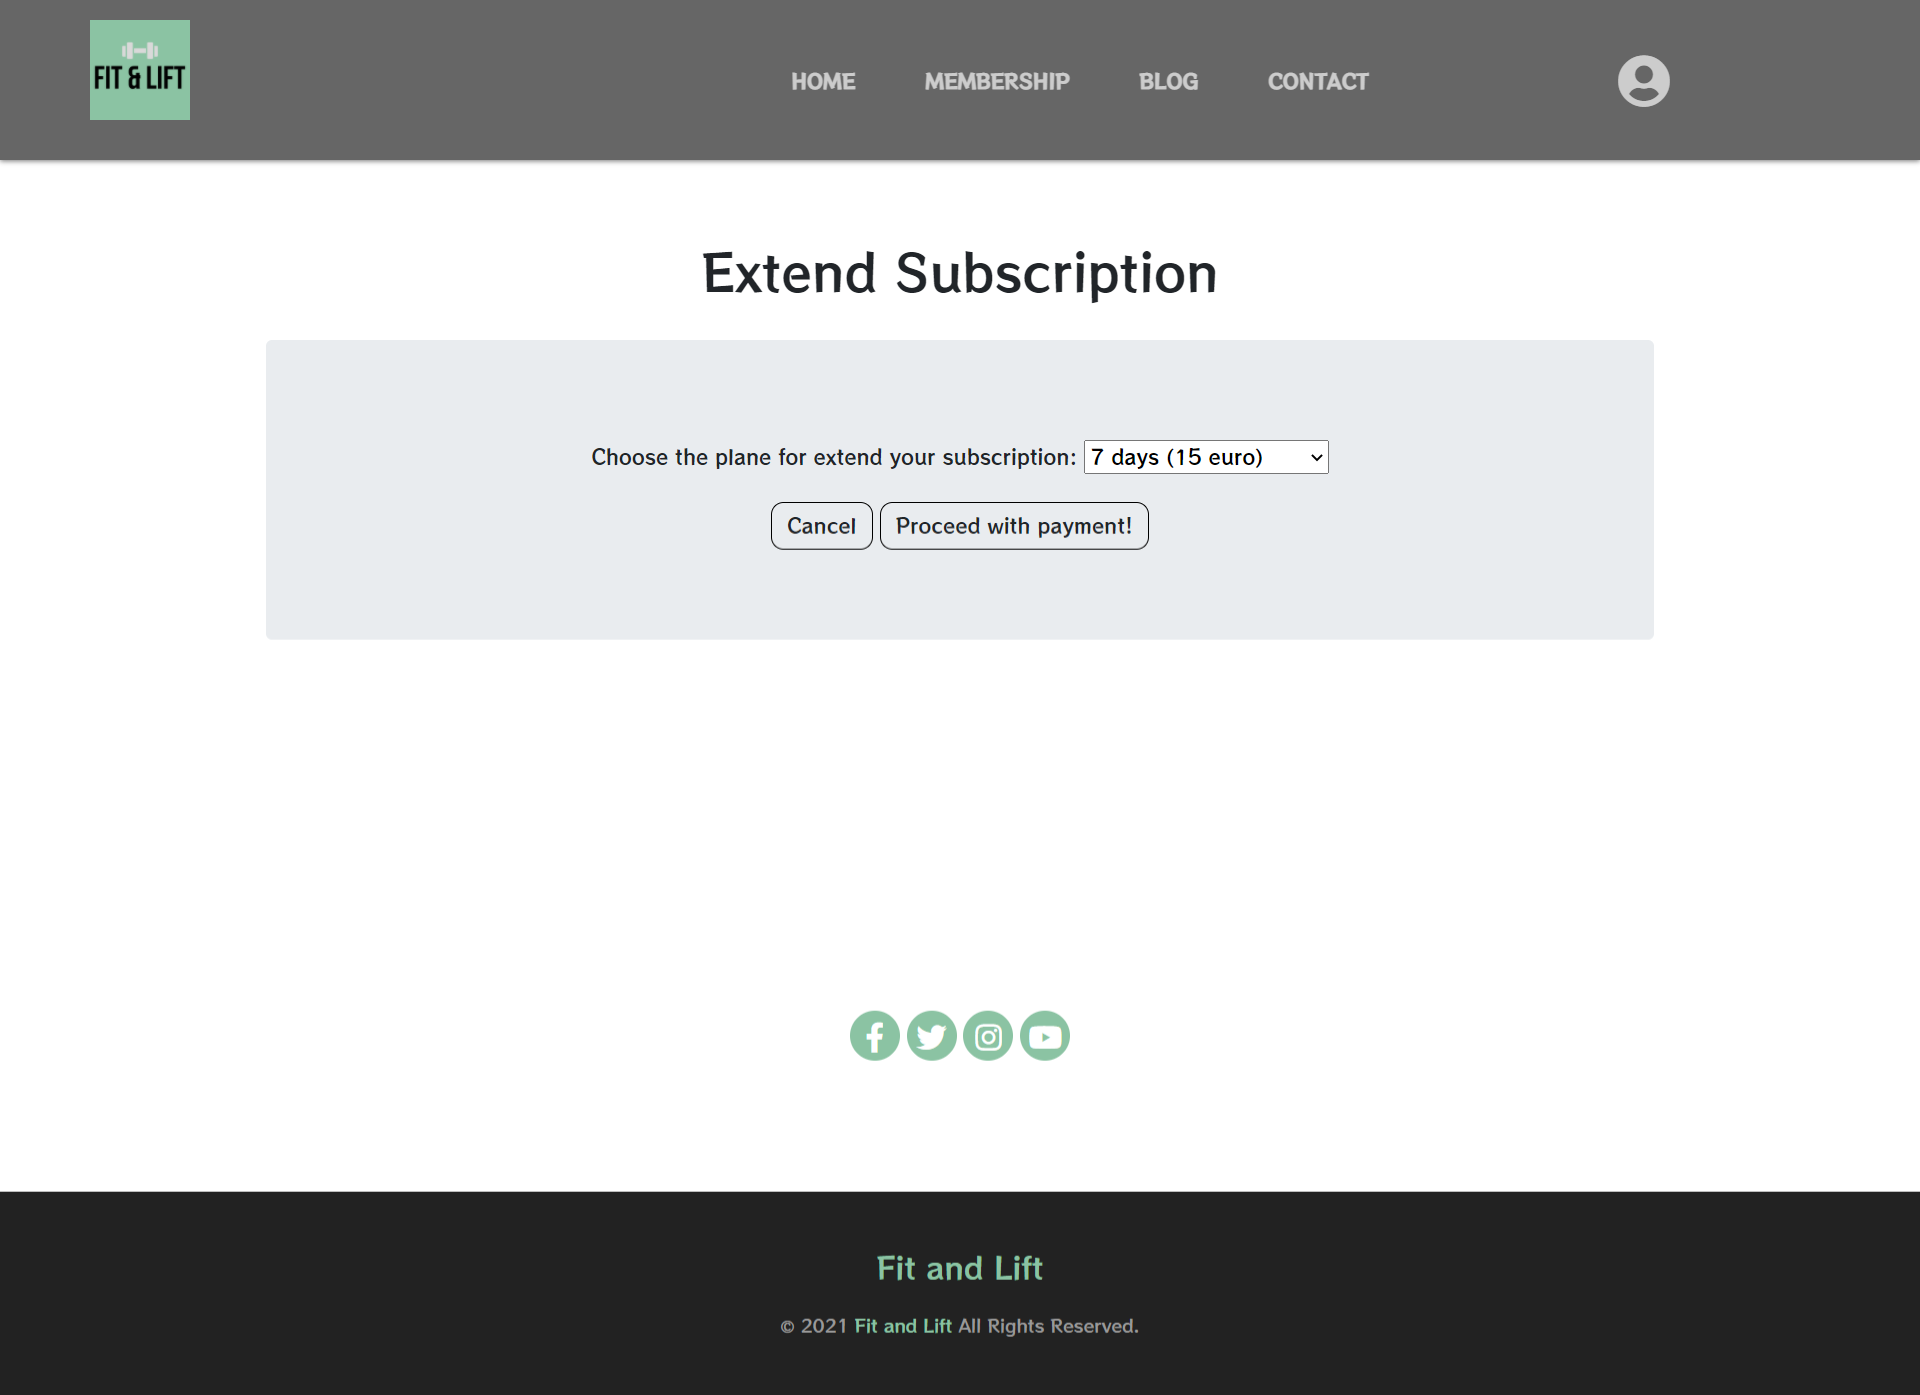 FIT & LIFT
HOME MEMBERSHIP BLOG CONTACT
Extend Subscription
Choose the plane for extend your subscription: 7 days (15 euro)
Cancel Proceed with payment!
Fit and Lift
© 2021 Fit and Lift All Rights Reserved.